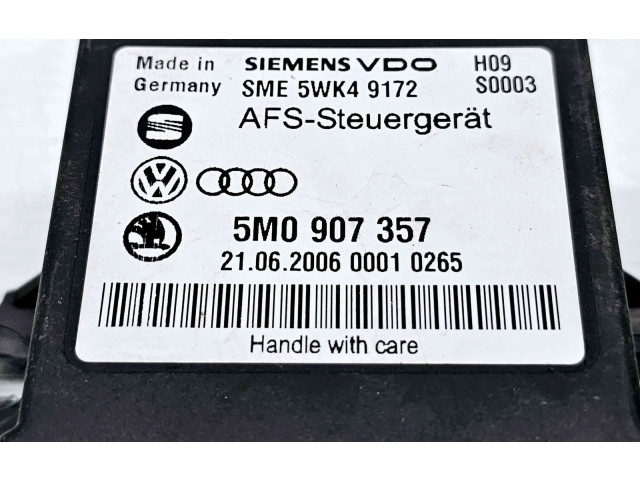 Made in SIEMENS VDO H09
Germany SME 5WK4 9172 S0003
AFS-Steuergerät
5M0 907 357
21.06.2006 0001 0265
Handle with care